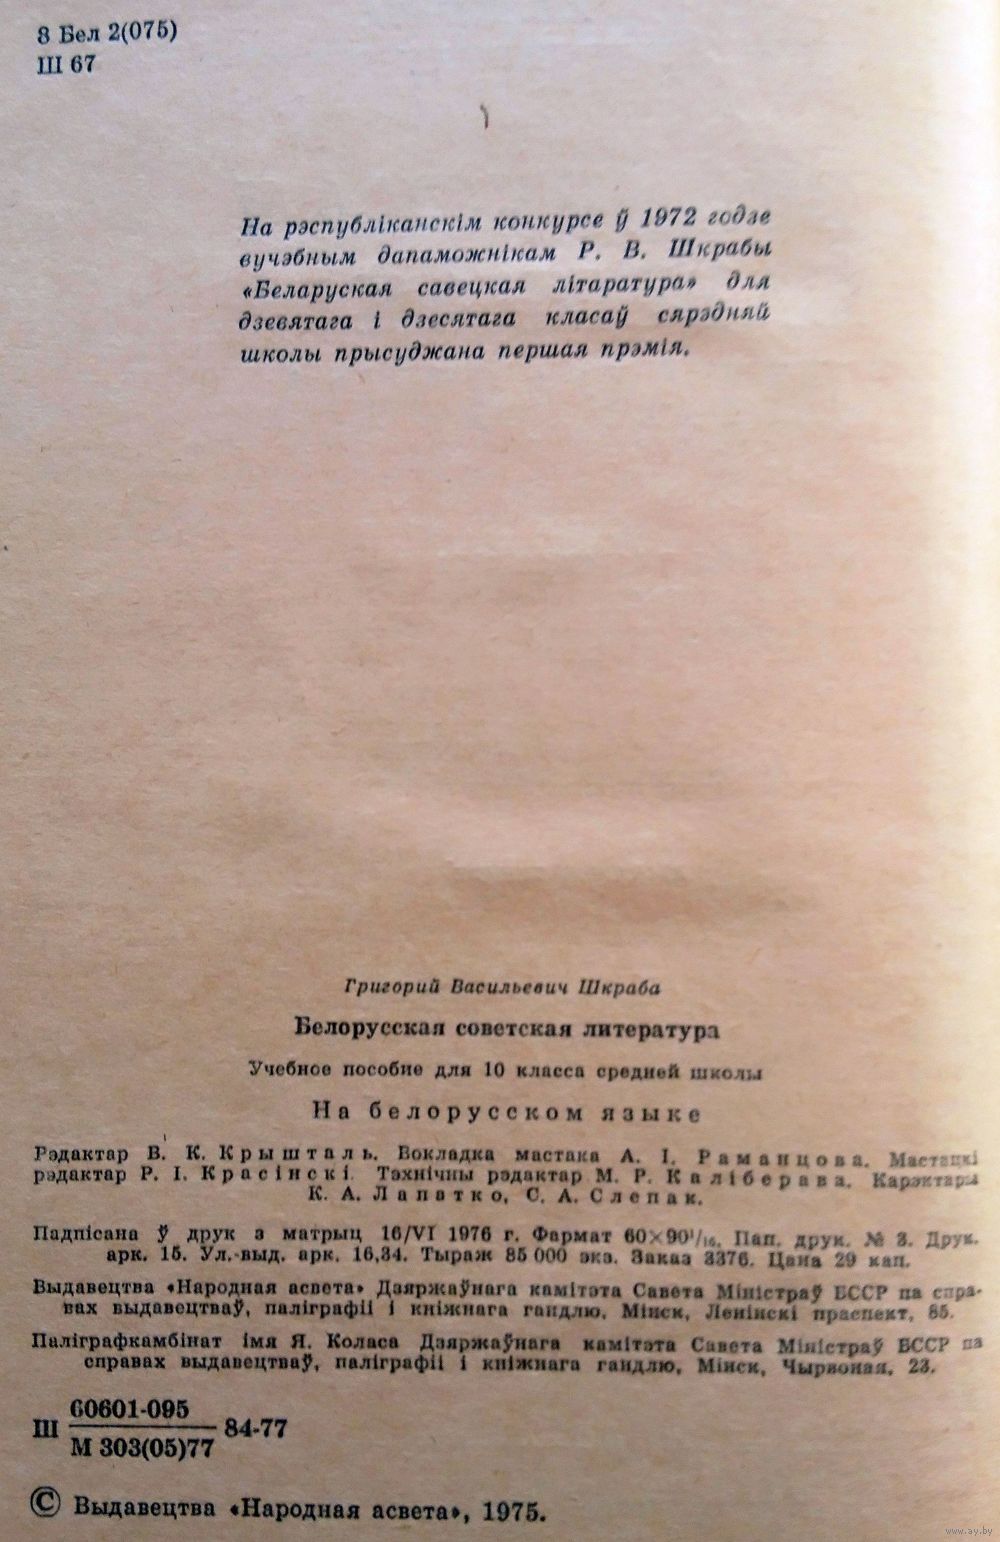 8 Бел 2(075)
Ш 67
На рэспубліканскім конкурсе ў 1972 годзе
вучэбным дапаможнікам Р. В. Шкрабы
«Беларуская савецкая літаратура» для
дзевятага і дзесятага класаў сярэдняй
школы прысуджана першая прэмія.
Григорий Васильевич Шкраба
Белорусская советская литература
Учебное пособие для 10 класса средней школы
На белорусском языке
Рэдактар В. К. Крышталь. Вокладка мастака А. І. Раманцова. Мастацкі
рэдактар Р. І. Красінскі. Тэхнічны рэдактар М. Р. Каліберава. Карэктары
К. А. Лапатко, С. А. Слепак.
Падпісана ў друк з матрыц 16/VI 1976 г. Фармат 60×90¹/₁₆. Пап. друк. № 3. Друк.
арк. 15. Ул.-выд. арк. 16,34. Тыраж 85 000 экз. Заказ 3376. Цана 29 кап.
Выдавецтва «Народная асвета» Дзяржаўнага камітэта Савета Міністраў БССР па спра-
вах выдавецтваў, паліграфіі і кніжнага гандлю. Мінск, Ленінскі праспект, 85.
Паліграфкамбінат імя Я. Коласа Дзяржаўнага камітэта Савета Міністраў БССР па
справах выдавецтваў, паліграфіі і кніжнага гандлю, Мінск, Чырвоная, 23.
Ш 60601-095 / М 303(05)77 84-77
© Выдавецтва «Народная асвета», 1975.
www.ay.by